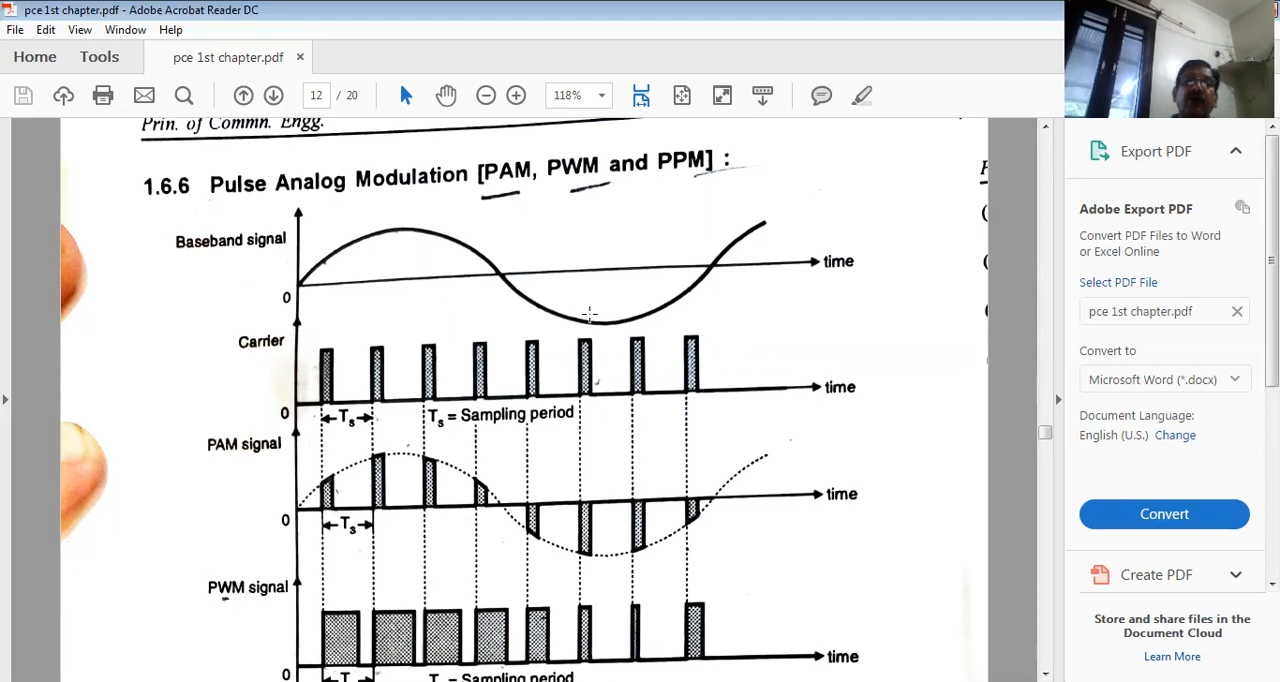 pce 1st chapter.pdf - Adobe Acrobat Reader DC
File Edit View Window Help
Home Tools pce 1st chapter.pdf ×
12 / 20 118%
Prin. of Commn. Engg.
1.6.6 Pulse Analog Modulation [PAM, PWM and PPM] :
Baseband signal
time
0
Carrier
time
0
Ts
Ts = Sampling period
PAM signal
time
0
Ts
PWM signal
time
0
Export PDF
Adobe Export PDF
Convert PDF Files to Word
or Excel Online
Select PDF File
pce 1st chapter.pdf ×
Convert to
Microsoft Word (*.docx)
Document Language:
English (U.S.) Change
Convert
Create PDF
Store and share files in the
Document Cloud
Learn More